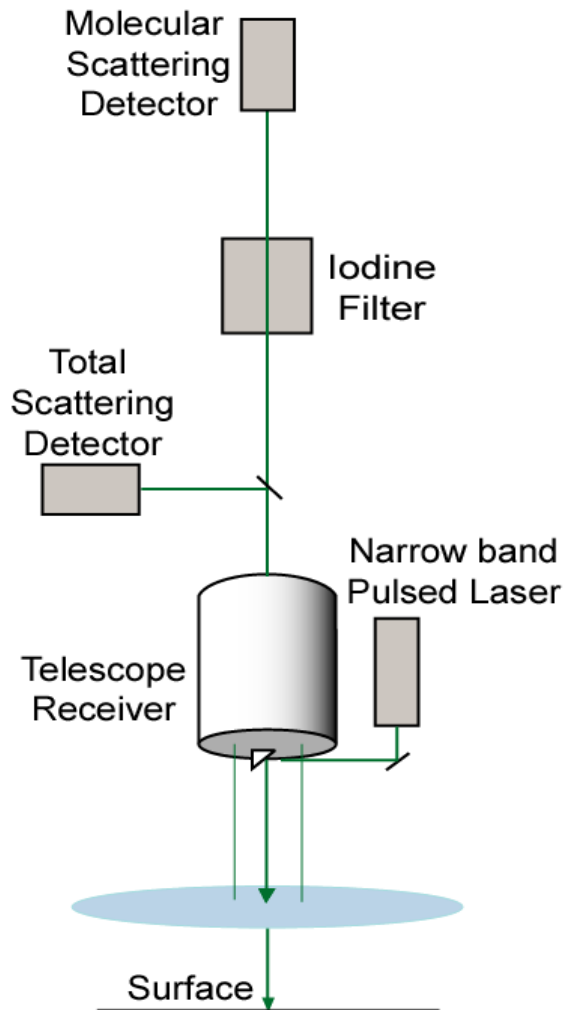 Molecular
Scattering
Detector
Iodine
Filter
Total
Scattering
Detector
Narrow band
Pulsed Laser
Telescope
Receiver
Surface